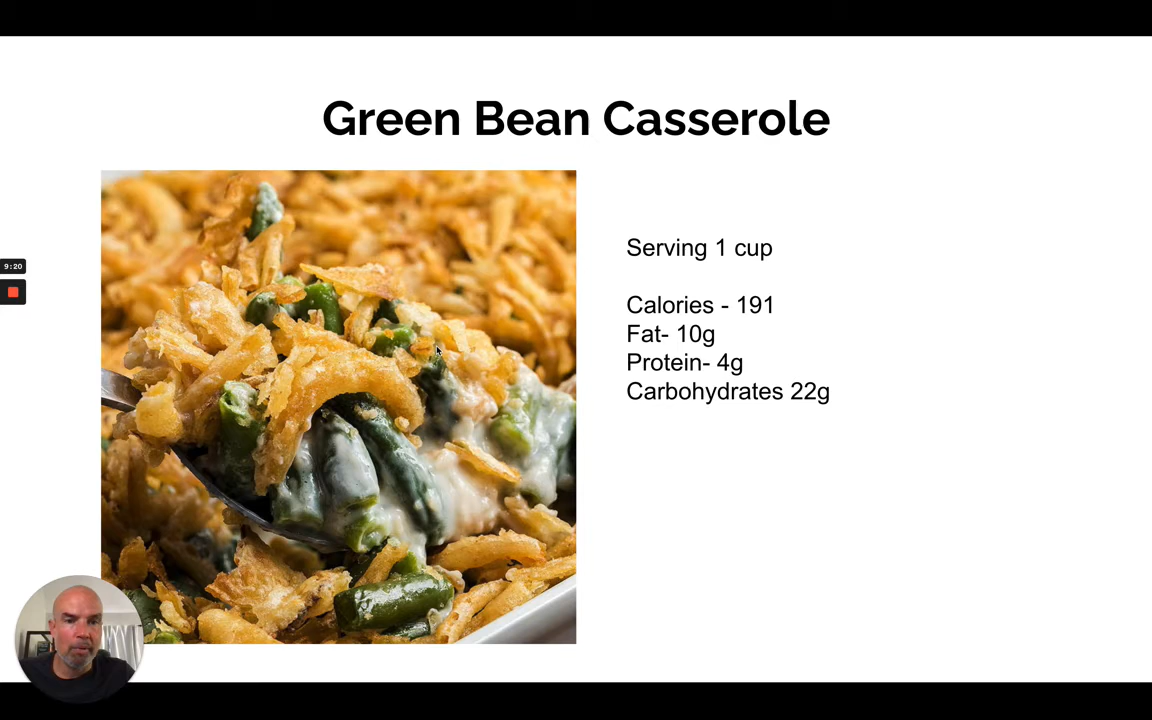 Green Bean Casserole
Serving 1 cup
Calories - 191
Fat- 10g
Protein- 4g
Carbohydrates 22g
9:20